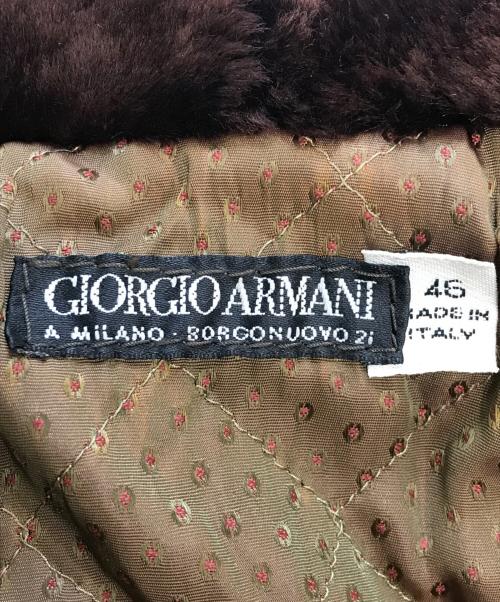 GIORGIO ARMANI
A MILANO · BORGONUOVO 21
46
MADE IN
ITALY